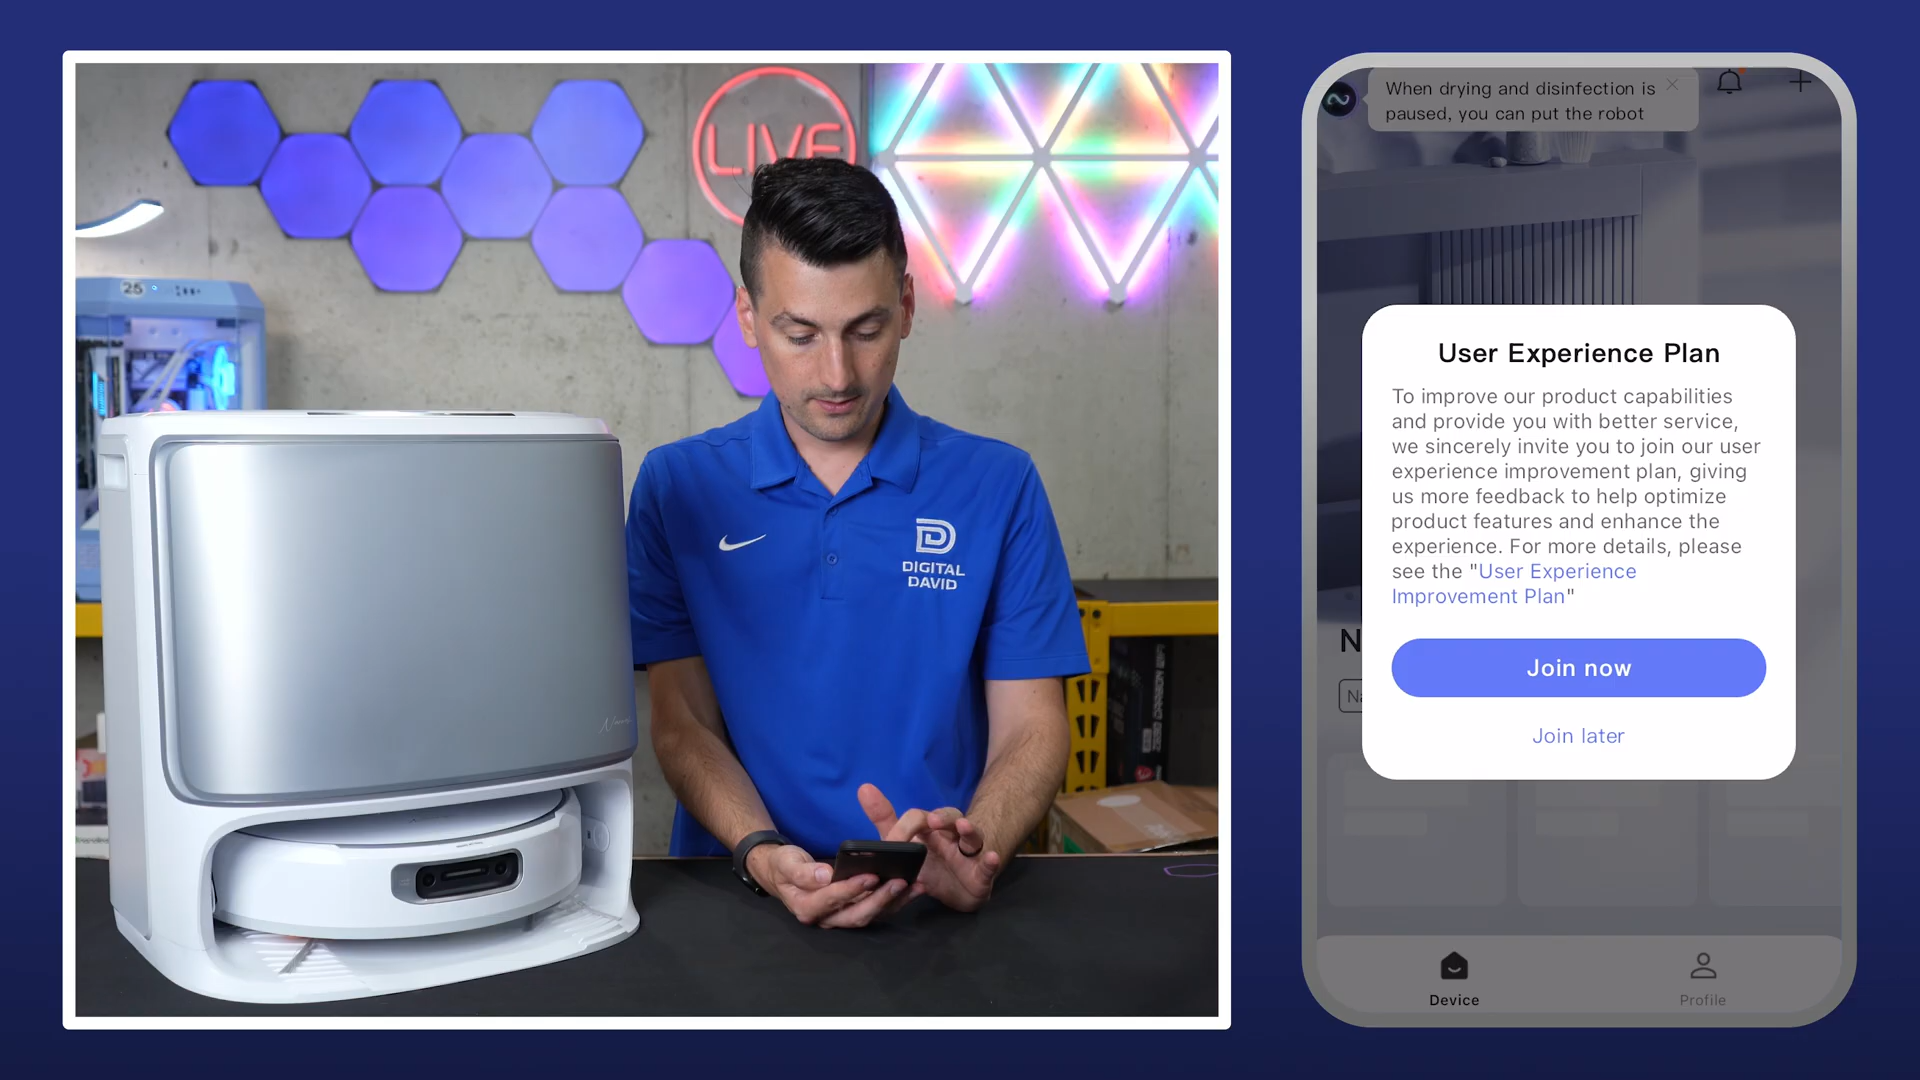 LIVE
25
DIGITAL
DAVID
When drying and disinfection is
paused, you can put the robot
User Experience Plan
To improve our product capabilities
and provide you with better service,
we sincerely invite you to join our user
experience improvement plan, giving
us more feedback to help optimize
product features and enhance the
experience. For more details, please
see the "User Experience
Improvement Plan"
Join now
Join later
N
Na
Device
Profile